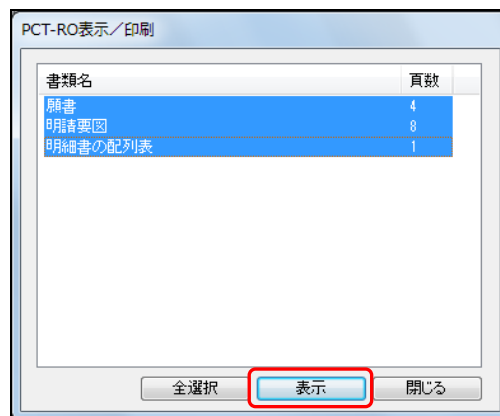 PCT-RO表示／印刷
書類名 頁数
願書 4
明請要図 8
明細書の配列表 1
全選択 表示 閉じる